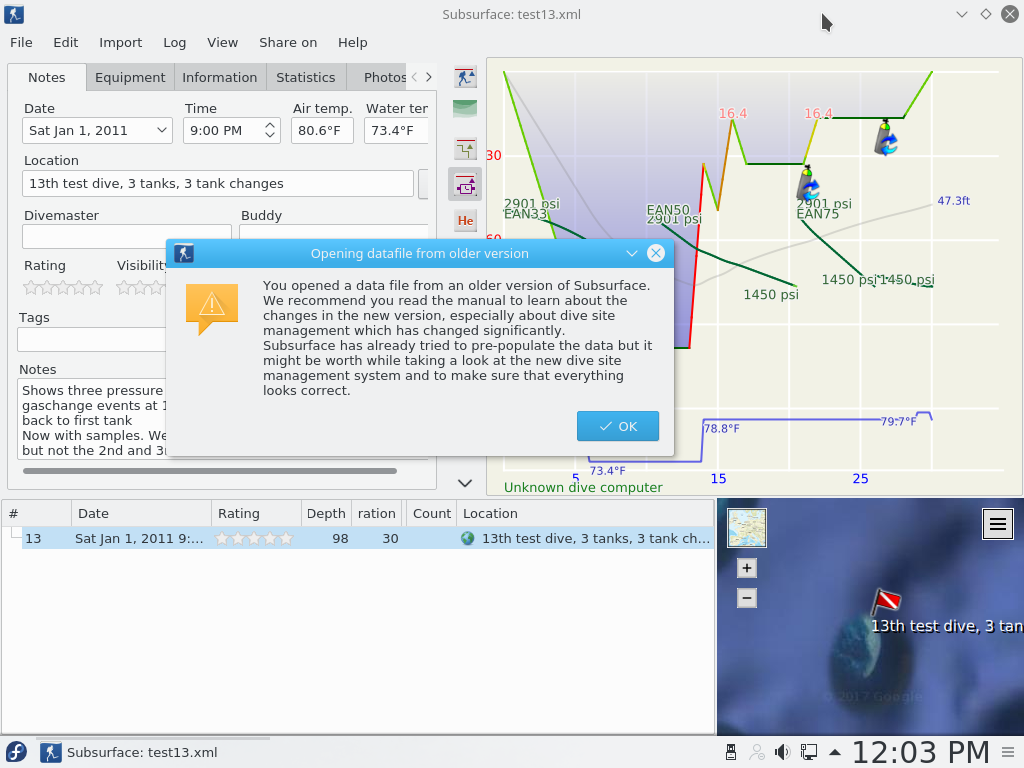 Subsurface: test13.xml
File Edit Import Log View Share on Help
Notes Equipment Information Statistics Photos
Date Time Air temp. Water ter
Sat Jan 1, 2011 9:00 PM 80.6°F 73.4°F
Location
13th test dive, 3 tanks, 3 tank changes
Divemaster Buddy
Rating Visibility
Tags
Notes
Shows three pressure
gaschange events at 1
back to first tank
Now with samples. We
but not the 2nd and 3r
He
30
60
16.4 16.4
2901 psi
EAN33
EAN50
2901 psi
2901 psi
EAN75
47.3ft
1450 psi
1450 psi
1450 psi
78.8°F
79.7°F
73.4°F
5 15 25
Unknown dive computer
Opening datafile from older version
You opened a data file from an older version of Subsurface.
We recommend you read the manual to learn about the
changes in the new version, especially about dive site
management which has changed significantly.
Subsurface has already tried to pre-populate the data but it
might be worth while taking a look at the new dive site
management system and to make sure that everything
looks correct.
OK
# Date Rating Depth ration Count Location
13 Sat Jan 1, 2011 9:... 98 30 13th test dive, 3 tanks, 3 tank ch...
+
−
13th test dive, 3 tan
© 2017 Google
Subsurface: test13.xml
12:03 PM